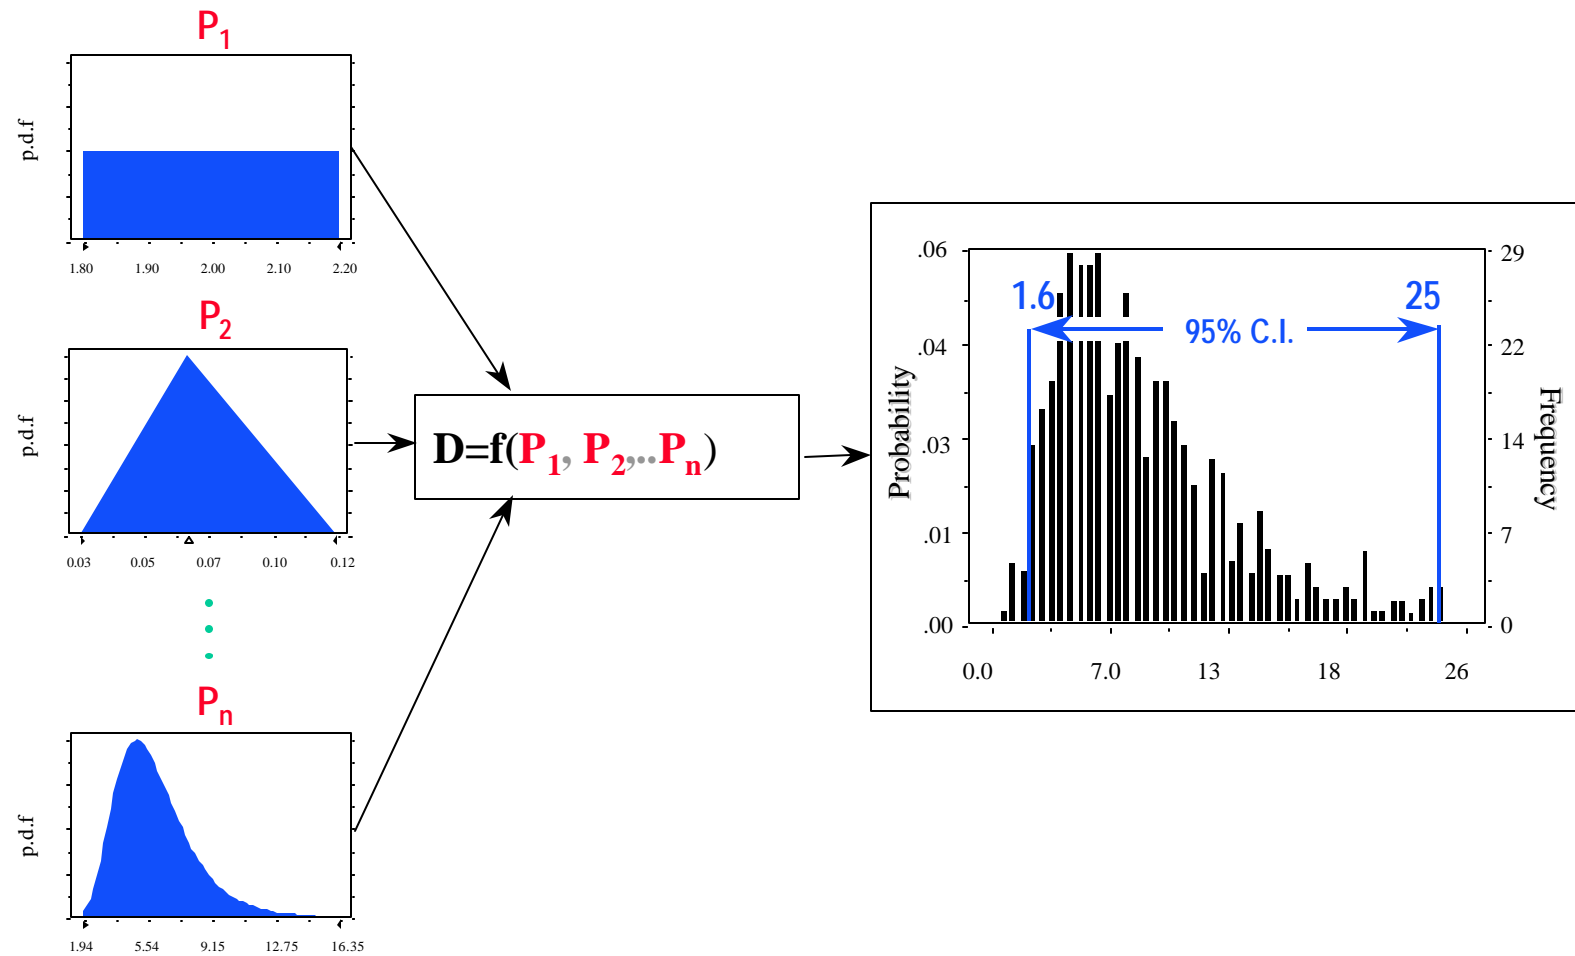 P1
p.d.f
1.80 1.90 2.00 2.10 2.20
P2
p.d.f
0.03 0.05 0.07 0.10 0.12
Pn
p.d.f
1.94 5.54 9.15 12.75 16.35
D=f(P1, P2,..Pn)
.06 29
1.6 25
95% C.I.
.04 22
Probability
Frequency
.03 14
.01 7
.00 0
0.0 7.0 13 18 26